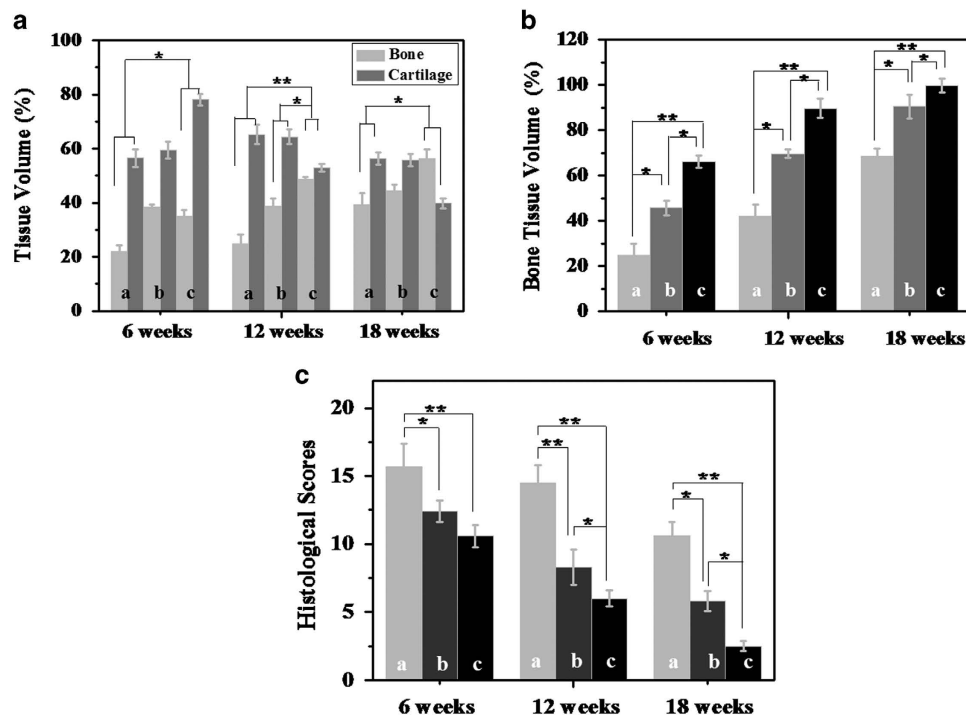 a
100
80
60
40
20
0
Tissue Volume (%)
Bone
Cartilage
*
** *
*
a b c a b c a b c
6 weeks 12 weeks 18 weeks
b
120
100
80
60
40
20
0
Bone Tissue Volume (%)
** * *
** * *
** * *
a b c a b c a b c
6 weeks 12 weeks 18 weeks
c
20
15
10
5
0
Histological Scores
** *
** ** *
** * *
a b c a b c a b c
6 weeks 12 weeks 18 weeks